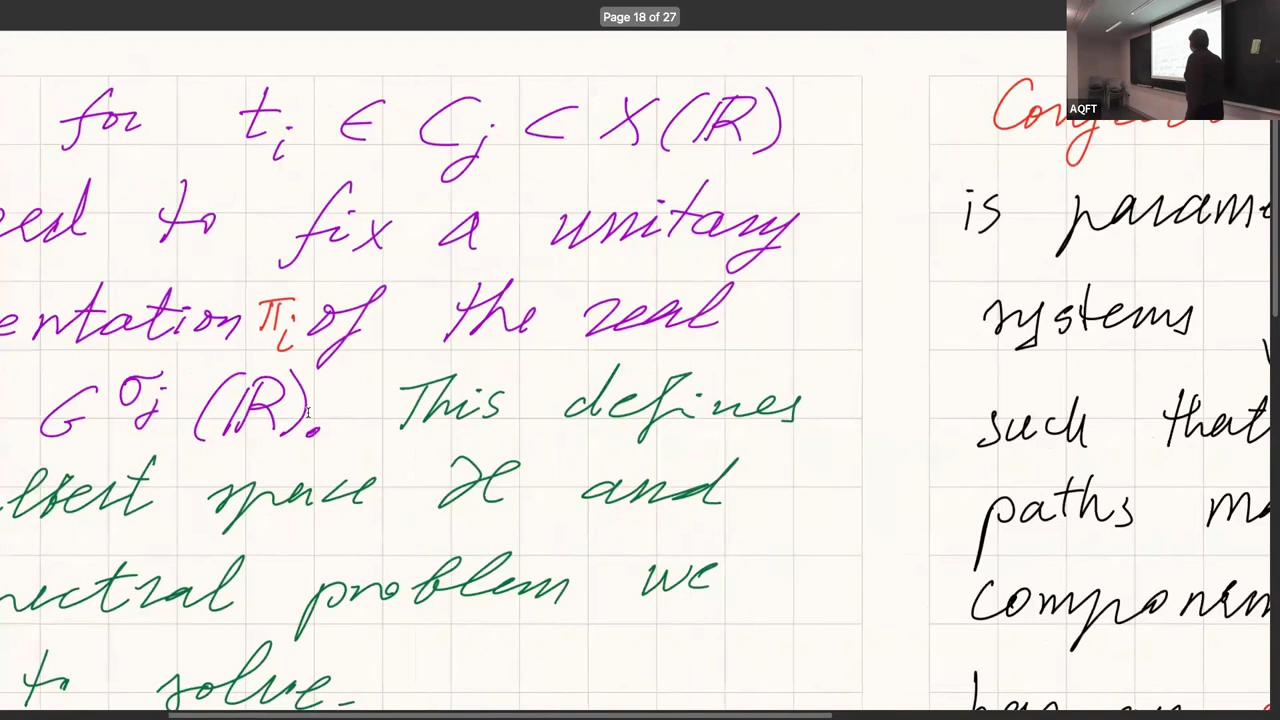 Page 18 of 27
AQFT
for t_i ∈ C_j ⊂ X(ℝ)
to fix a unitary
π_i of the real
G^{σ_j}(ℝ). This defines
space ℋ and
problem we
to solve.
is
systems
such that
paths